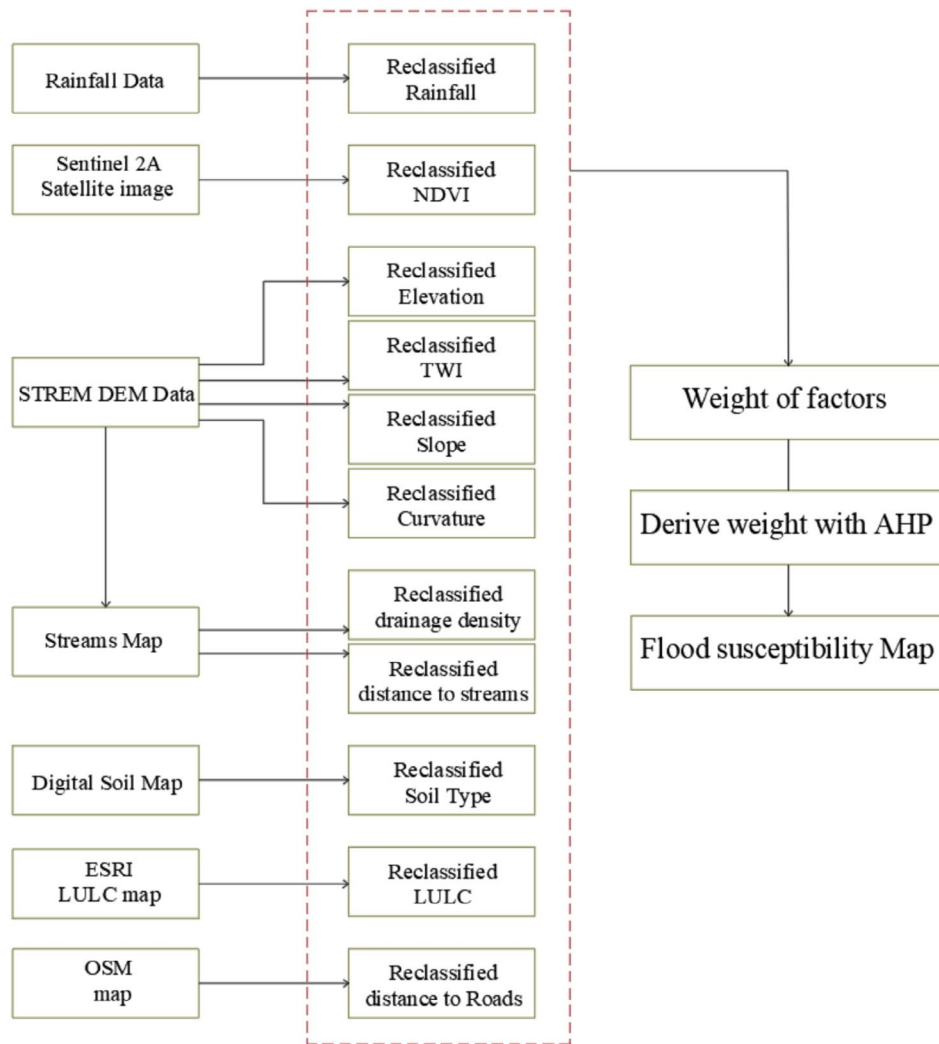 Rainfall Data
Reclassified
Rainfall
Sentinel 2A
Satellite image
Reclassified
NDVI
Reclassified
Elevation
Reclassified
TWI
STREM DEM Data
Reclassified
Slope
Reclassified
Curvature
Weight of factors
Derive weight with AHP
Flood susceptibility Map
Streams Map
Reclassified
drainage density
Reclassified
distance to streams
Digital Soil Map
Reclassified
Soil Type
ESRI
LULC map
Reclassified
LULC
OSM
map
Reclassified
distance to Roads